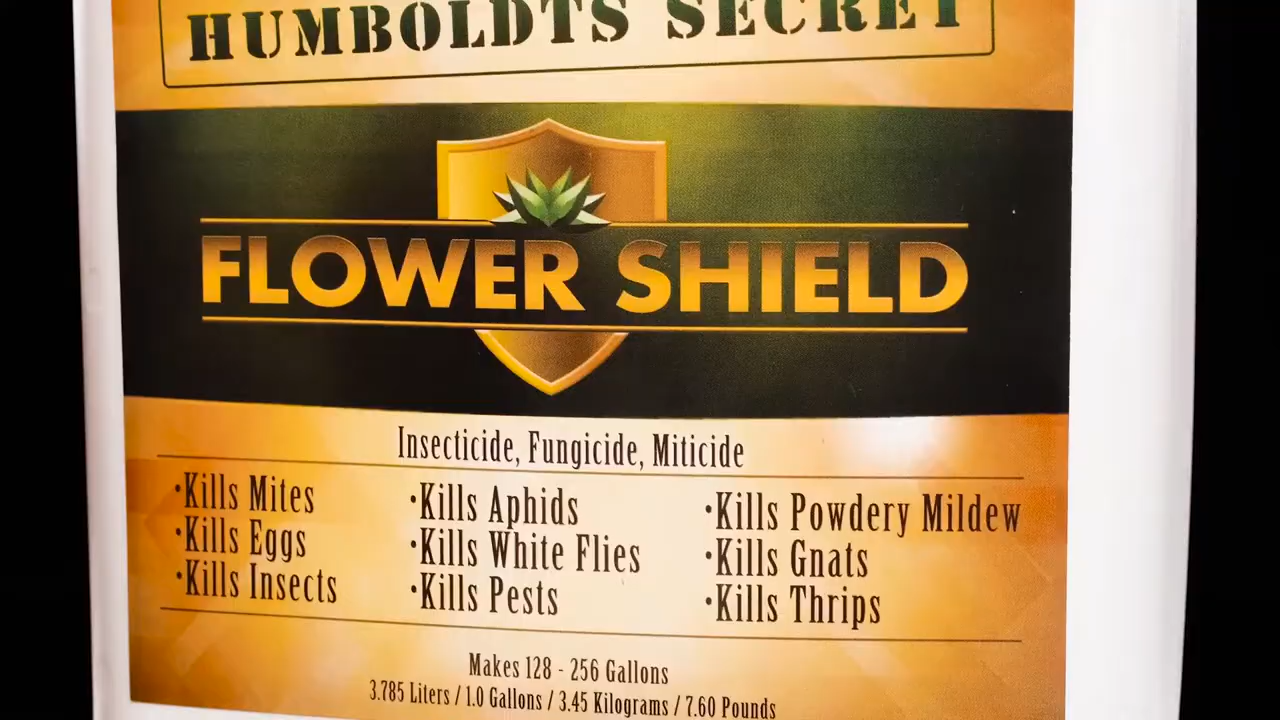 HUMBOLDTS SECRET
FLOWER SHIELD
Insecticide, Fungicide, Miticide
·Kills Mites
·Kills Eggs
·Kills Insects
·Kills Aphids
·Kills White Flies
·Kills Pests
·Kills Powdery Mildew
·Kills Gnats
·Kills Thrips
Makes 128 - 256 Gallons
3.785 Liters / 1.0 Gallons / 3.45 Kilograms / 7.60 Pounds